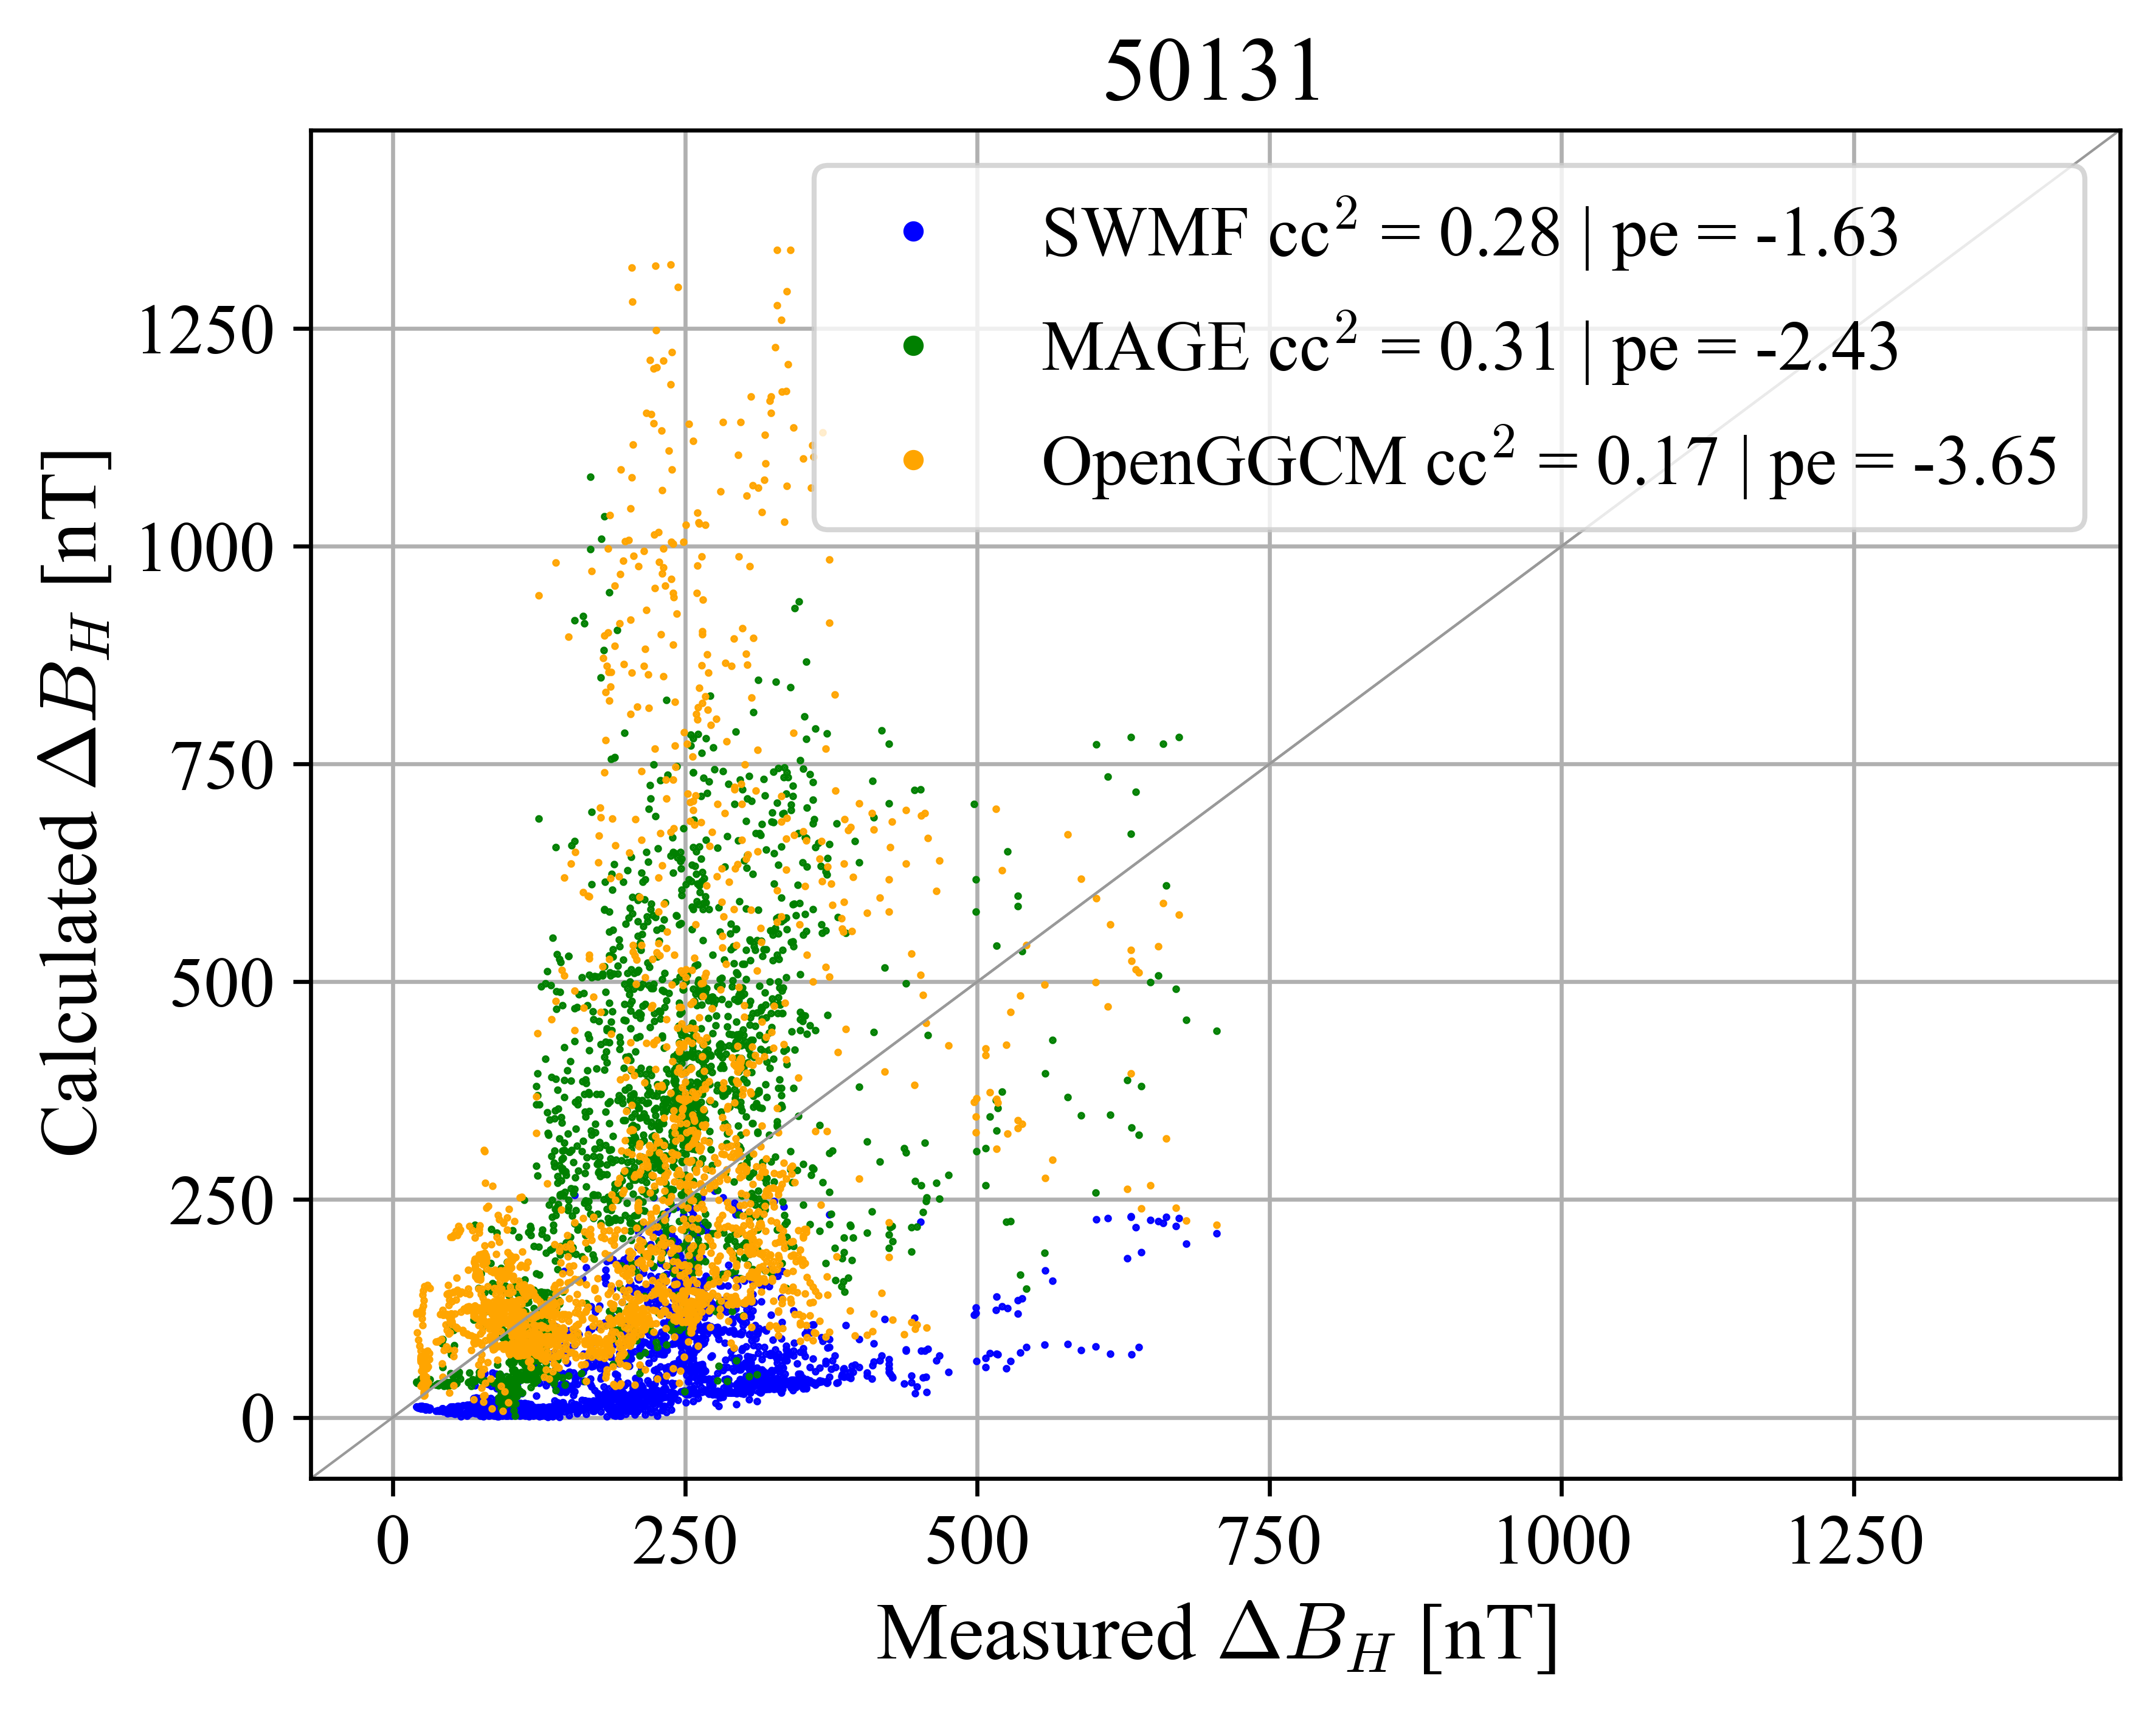 50131
SWMF cc² = 0.28 | pe = -1.63
MAGE cc² = 0.31 | pe = -2.43
OpenGGCM cc² = 0.17 | pe = -3.65
Calculated ΔB_H [nT]
1250
1000
750
500
250
0
0 250 500 750 1000 1250
Measured ΔB_H [nT]